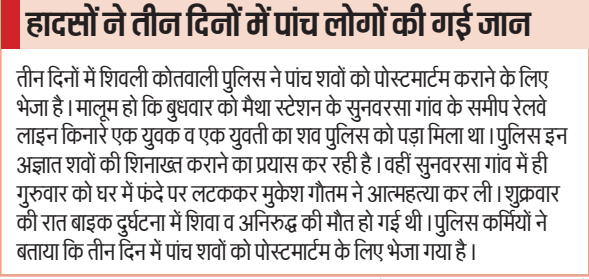 हादसों ने तीन दिनों में पांच लोगों की गई जान
तीन दिनों में शिवली कोतवाली पुलिस ने पांच शवों को पोस्टमार्टम कराने के लिए
भेजा है। मालूम हो कि बुधवार को मैथा स्टेशन के सुनवरसा गांव के समीप रेलवे
लाइन किनारे एक युवक व एक युवती का शव पुलिस को पड़ा मिला था। पुलिस इन
अज्ञात शवों की शिनाख्त कराने का प्रयास कर रही है। वहीं सुनवरसा गांव में ही
गुरुवार को घर में फंदे पर लटककर मुकेश गौतम ने आत्महत्या कर ली। शुक्रवार
की रात बाइक दुर्घटना में शिवा व अनिरुद्ध की मौत हो गई थी। पुलिस कर्मियों ने
बताया कि तीन दिन में पांच शवों को पोस्टमार्टम के लिए भेजा गया है।